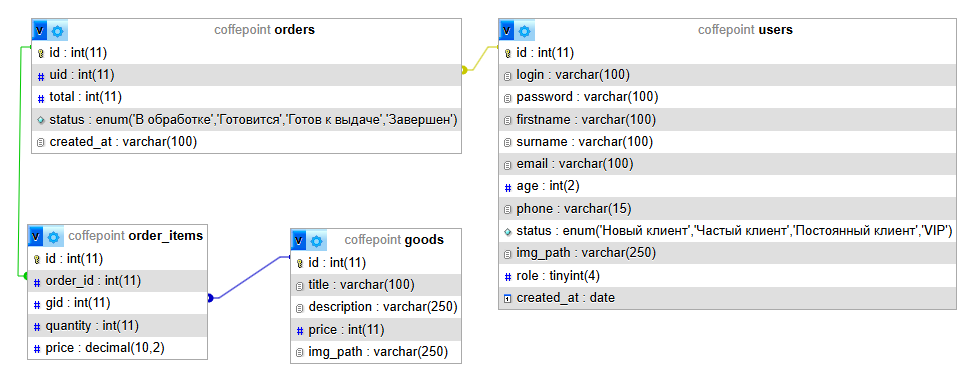 v coffepoint orders
id : int(11)
# uid : int(11)
# total : int(11)
status : enum('В обработке','Готовится','Готов к выдаче','Завершен')
created_at : varchar(100)
v coffepoint users
id : int(11)
login : varchar(100)
password : varchar(100)
firstname : varchar(100)
surname : varchar(100)
email : varchar(100)
# age : int(2)
phone : varchar(15)
status : enum('Новый клиент','Частый клиент','Постоянный клиент','VIP')
img_path : varchar(250)
# role : tinyint(4)
created_at : date
v coffepoint order_items
id : int(11)
# order_id : int(11)
# gid : int(11)
# quantity : int(11)
# price : decimal(10,2)
v coffepoint goods
id : int(11)
title : varchar(100)
description : varchar(250)
# price : int(11)
img_path : varchar(250)